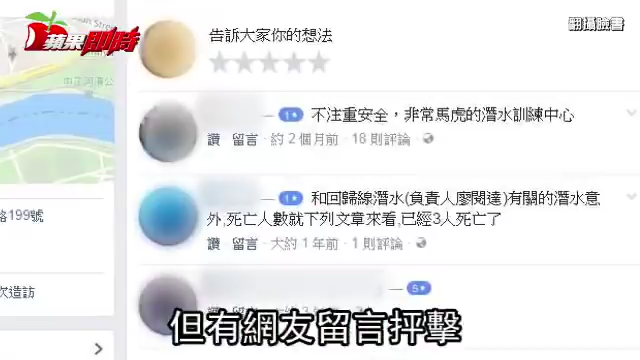 蘋果即時
翻攝臉書
告訴大家你的想法
1★ 不注重安全，非常馬虎的潛水訓練中心
讚 · 留言 · 約 2 個月前 · 18 則評論
1★ 和回歸線潛水(負責人廖閱達)有關的潛水意
外,死亡人數就下列文章來看,已經3人死亡了
讚 · 留言 · 大約 1 年前 · 1 則評論
路199號
次造訪
5★
但有網友留言抨擊